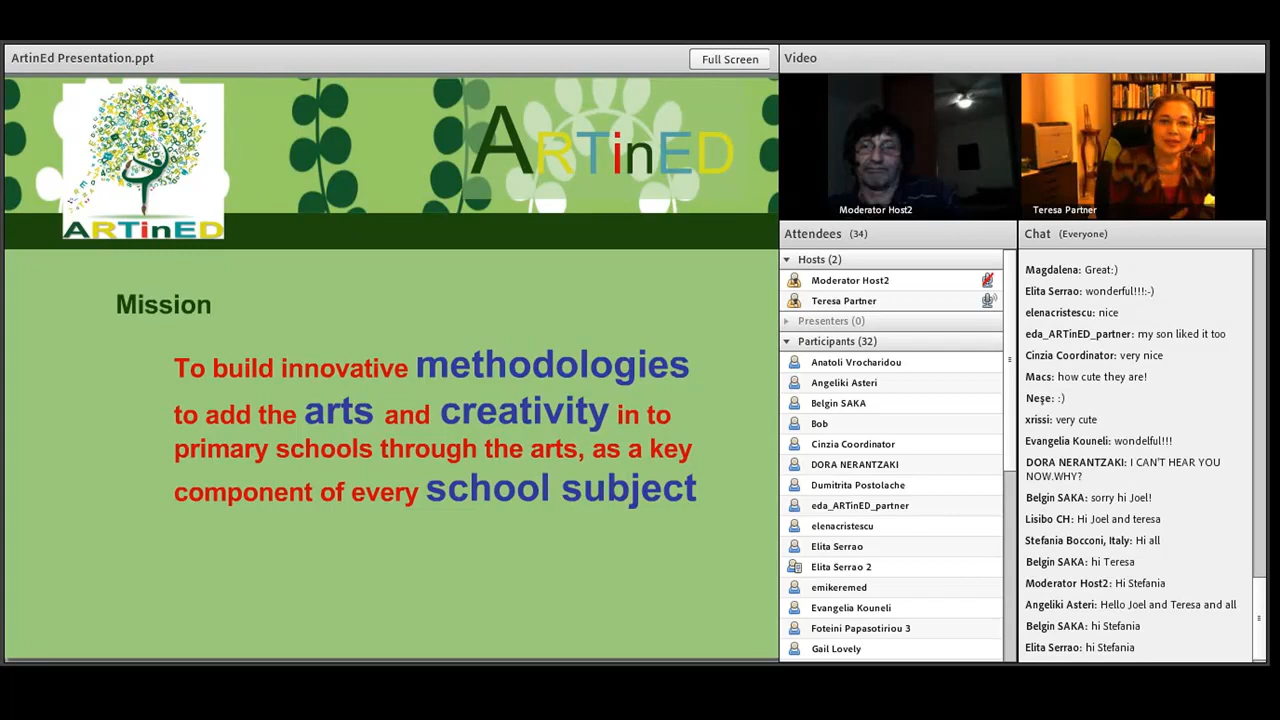 ArtinEd Presentation.ppt
Full Screen
ARTinED
ARTinED
Mission
To build innovative methodologies
to add the arts and creativity in to
primary schools through the arts, as a key
component of every school subject
Video
Moderator Host2
Teresa Partner
Attendees (34)
Hosts (2)
Moderator Host2
Teresa Partner
Presenters (0)
Participants (32)
Anatoli Vrocharidou
Angeliki Asteri
Belgin SAKA
Bob
Cinzia Coordinator
DORA NERANTZAKI
Dumitrita Postolache
eda_ARTinED_partner
elenacristescu
Elita Serrao
Elita Serrao 2
emikeremed
Evangelia Kouneli
Foteini Papasotiriou 3
Gail Lovely
Chat (Everyone)
Magdalena: Great:)
Elita Serrao: wonderful!!!:-)
elenacristescu: nice
eda_ARTinED_partner: my son liked it too
Cinzia Coordinator: very nice
Macs: how cute they are!
Neşe: :)
xrissi: very cute
Evangelia Kouneli: wondelful!!!
DORA NERANTZAKI: I CAN'T HEAR YOU
NOW.WHY?
Belgin SAKA: sorry hi Joel!
Lisibo CH: Hi Joel and teresa
Stefania Bocconi, Italy: Hi all
Belgin SAKA: hi Teresa
Moderator Host2: Hi Stefania
Angeliki Asteri: Hello Joel and Teresa and all
Belgin SAKA: hi Stefania
Elita Serrao: hi Stefania